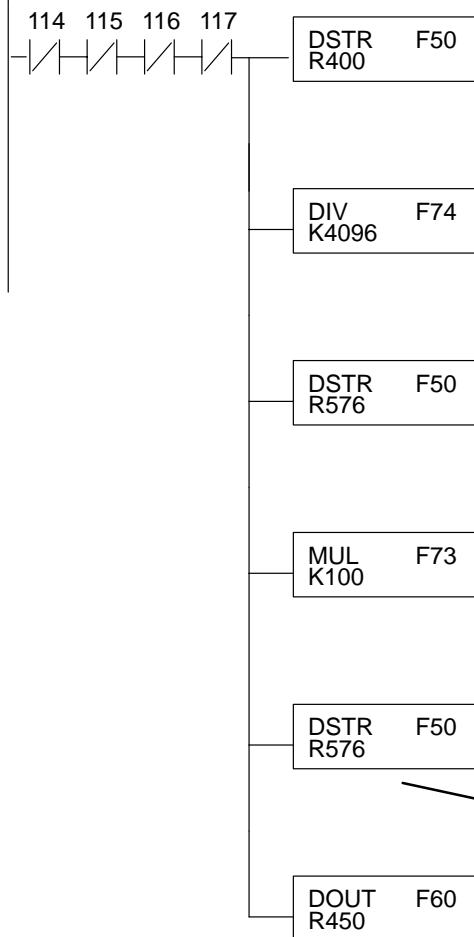 114 115 116 117
DSTR F50
R400
DIV F74
K4096
DSTR F50
R576
MUL F73
K100
DSTR F50
R576
DOUT F60
R450